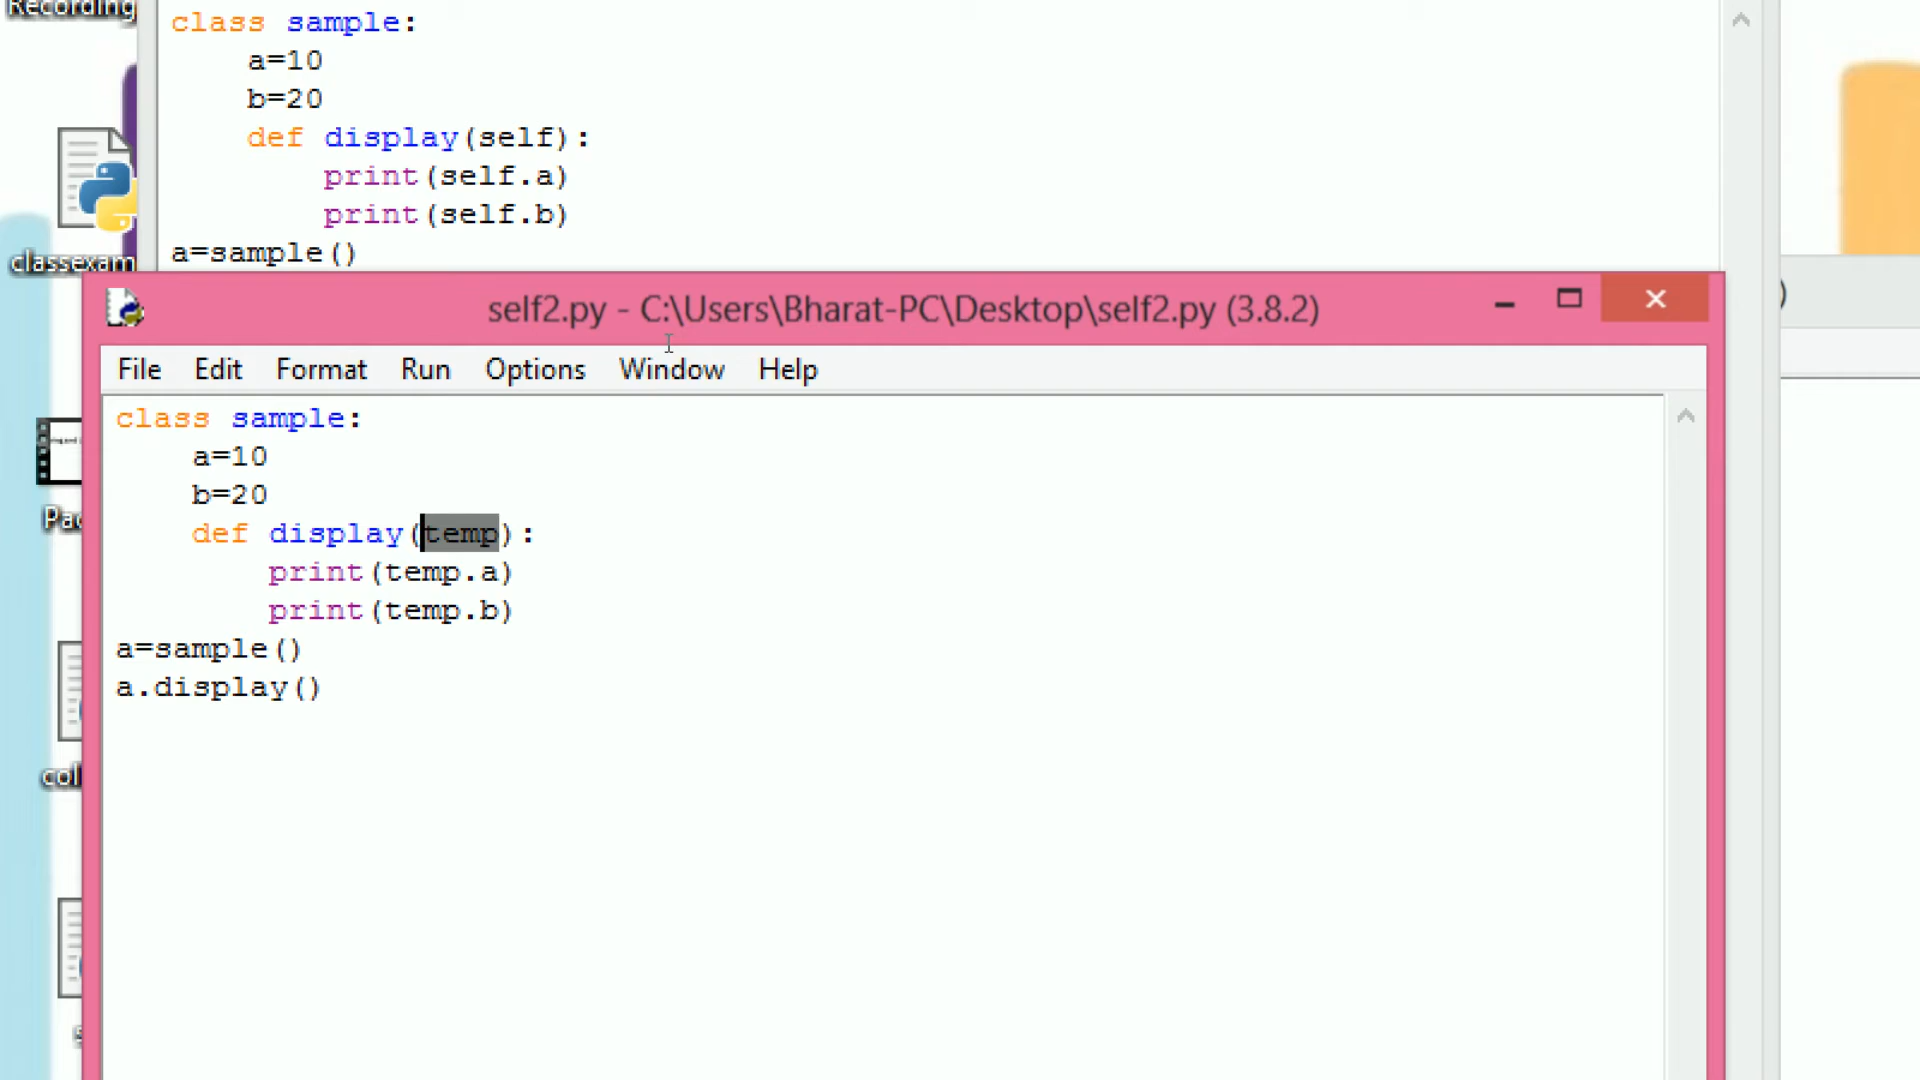 Recording
class sample:
a=10
b=20
def display(self):
print(self.a)
print(self.b)
a=sample()
classexam
self2.py - C:\Users\Bharat-PC\Desktop\self2.py (3.8.2)
)
File Edit Format Run Options Window Help
class sample:
a=10
b=20
def display(temp):
print(temp.a)
print(temp.b)
a=sample()
a.display()
Pac
col